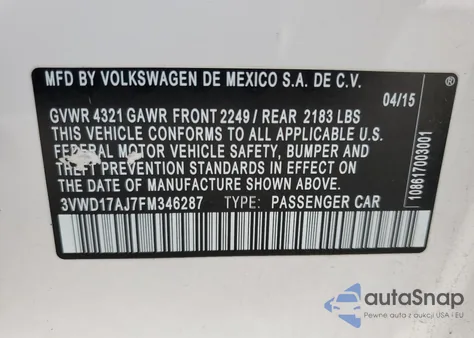 MFD BY VOLKSWAGEN DE MEXICO S.A. DE C.V.
04/15
GVWR 4321 GAWR FRONT 2249 / REAR 2183 LBS
THIS VEHICLE CONFORMS TO ALL APPLICABLE U.S.
FEDERAL MOTOR VEHICLE SAFETY, BUMPER AND
THEFT PREVENTION STANDARDS IN EFFECT ON THE
DATE OF MANUFACTURE SHOWN ABOVE.
3VWD17AJ7FM346287 TYPE: PASSENGER CAR
108617003001
autoSnap
Pewne auta z aukcji USA i EU